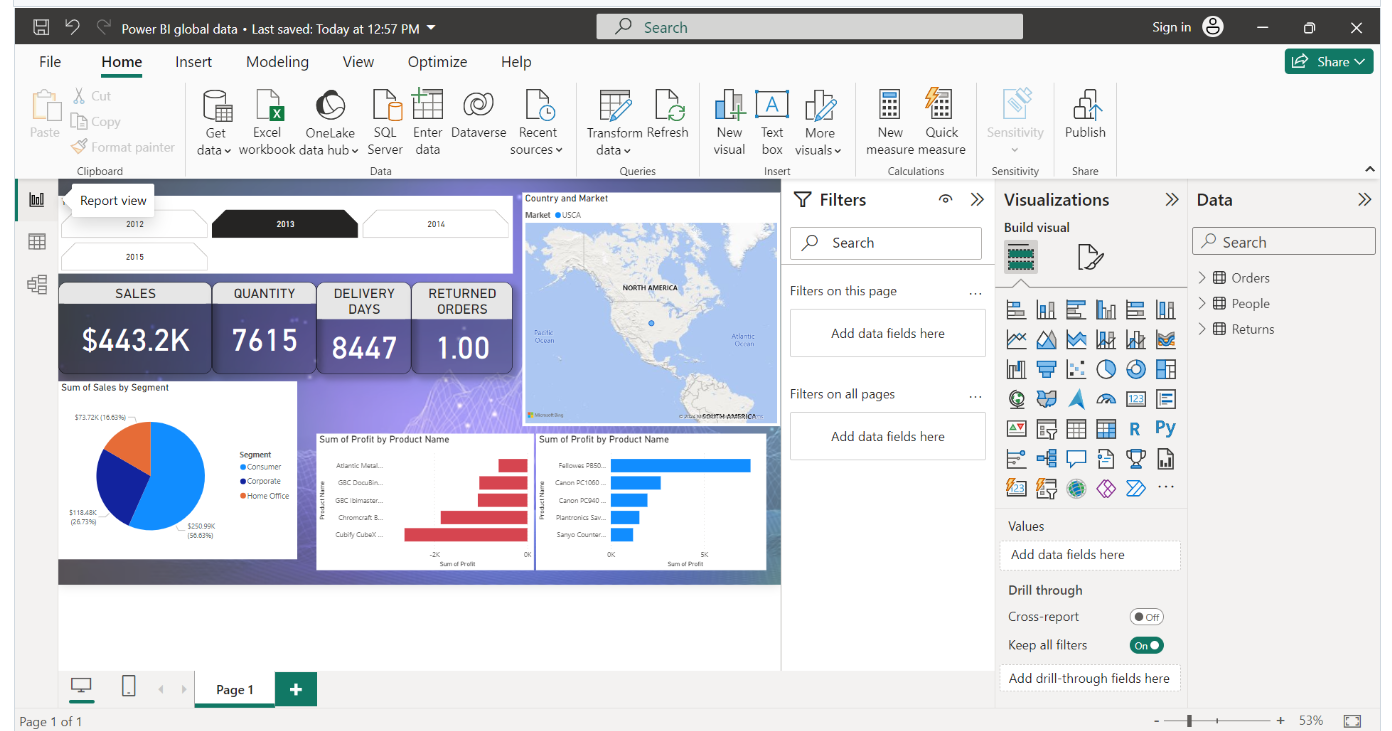 Power BI global data • Last saved: Today at 12:57 PM
Search
Sign in
File Home Insert Modeling View Optimize Help
Share
Paste
Cut
Copy
Format painter
Clipboard
Get data
Excel workbook
OneLake data hub
SQL Server
Enter data
Dataverse
Recent sources
Data
Transform data
Refresh
Queries
New visual
Text box
More visuals
Insert
New measure
Quick measure
Calculations
Sensitivity
Sensitivity
Publish
Share
Report view
2012
2013
2014
2015
SALES
$443.2K
QUANTITY
7615
DELIVERY
DAYS
8447
RETURNED
ORDERS
1.00
Country and Market
Market USCA
NORTH AMERICA
Pacific
Ocean
Atlantic
Ocean
SOUTH AMERICA
Microsoft Bing
Sum of Sales by Segment
$73.72K (16.63%)
$118.48K
(26.73%)
$250.99K
(56.63%)
Segment
Consumer
Corporate
Home Office
Sum of Profit by Product Name
Product Name
Atlantic Metal...
GBC DocuBin...
GBC Ibimaster...
Chromcraft B...
Cubify CubeX ...
-2K 0K
Sum of Profit
Sum of Profit by Product Name
Product Name
Fellowes PB50...
Canon PC1060 ...
Canon PC940 ...
Plantronics Sav...
Sanyo Counter...
0K 5K
Sum of Profit
Filters
Search
Filters on this page ...
Add data fields here
Filters on all pages ...
Add data fields here
Visualizations
Build visual
123
R
Py
123
...
Values
Add data fields here
Drill through
Cross-report Off
Keep all filters On
Add drill-through fields here
Data
Search
Orders
People
Returns
Page 1
+
Page 1 of 1
- + 53%